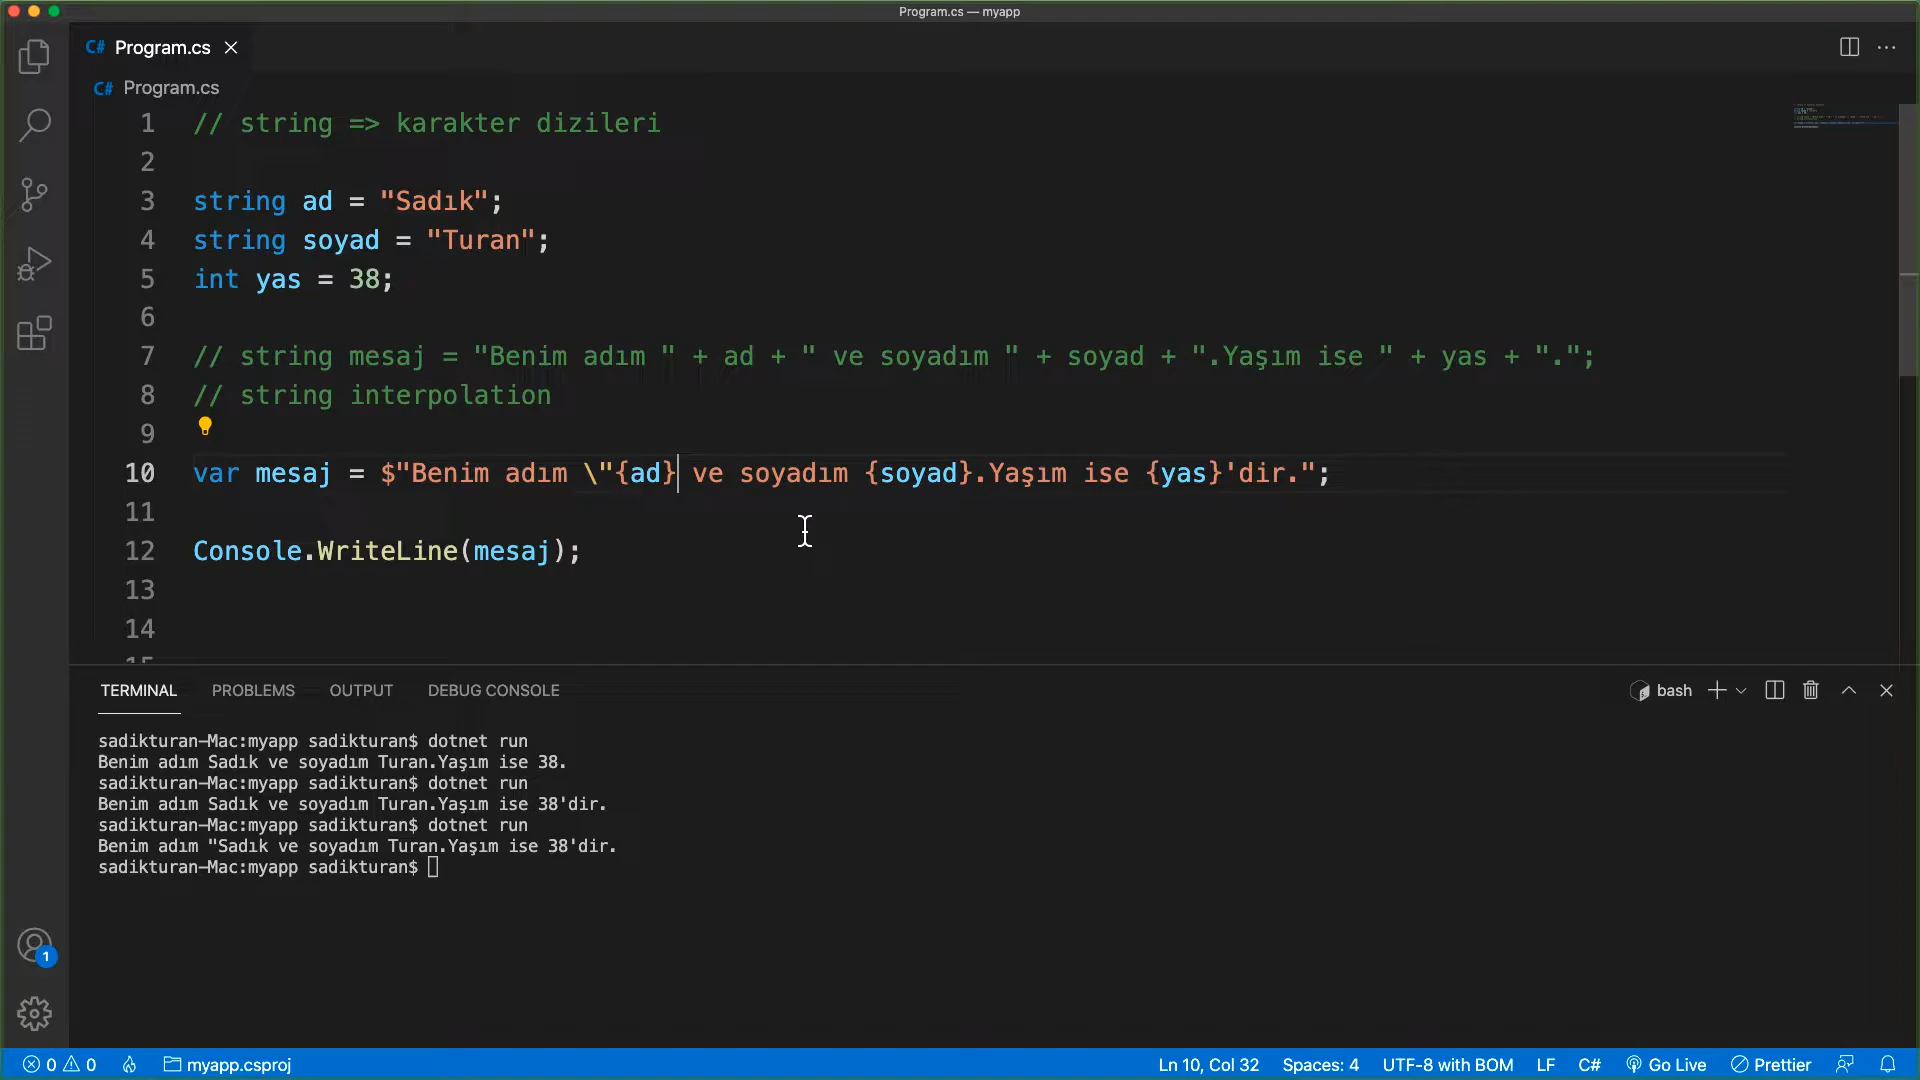 Program.cs — myapp
C# Program.cs
C# Program.cs
1 // string => karakter dizileri
2
3 string ad = "Sadık";
4 string soyad = "Turan";
5 int yas = 38;
6
7 // string mesaj = "Benim adım " + ad + " ve soyadım " + soyad + ".Yaşım ise " + yas + ".";
8 // string interpolation
9
10 var mesaj = $"Benim adım \"{ad} ve soyadım {soyad}.Yaşım ise {yas}'dir.";
11
12 Console.WriteLine(mesaj);
13
14
15
TERMINAL PROBLEMS OUTPUT DEBUG CONSOLE bash
sadikturan-Mac:myapp sadikturan$ dotnet run
Benim adım Sadık ve soyadım Turan.Yaşım ise 38.
sadikturan-Mac:myapp sadikturan$ dotnet run
Benim adım Sadık ve soyadım Turan.Yaşım ise 38'dir.
sadikturan-Mac:myapp sadikturan$ dotnet run
Benim adım "Sadık ve soyadım Turan.Yaşım ise 38'dir.
sadikturan-Mac:myapp sadikturan$
1
0 0 myapp.csproj Ln 10, Col 32 Spaces: 4 UTF-8 with BOM LF C# Go Live Prettier